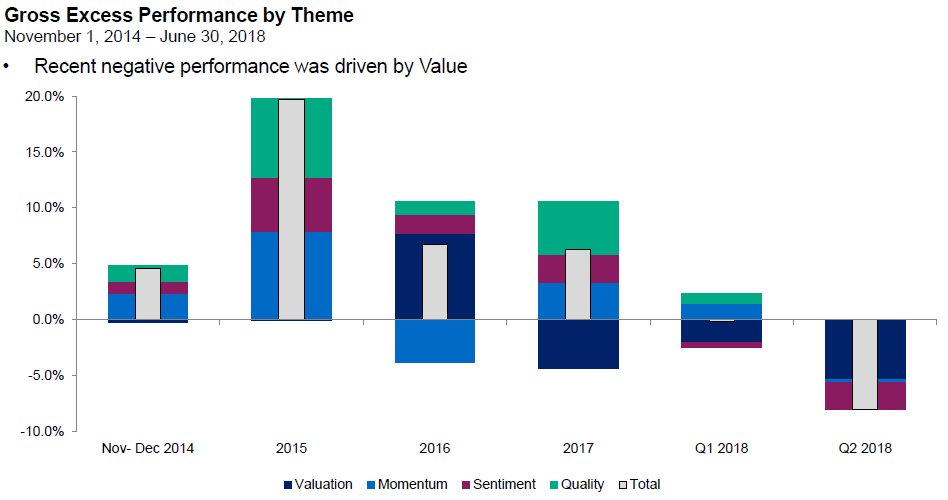 Gross Excess Performance by Theme
November 1, 2014 – June 30, 2018
• Recent negative performance was driven by Value
20.0%
15.0%
10.0%
5.0%
0.0%
-5.0%
-10.0%
Nov- Dec 2014 2015 2016 2017 Q1 2018 Q2 2018
Valuation Momentum Sentiment Quality Total